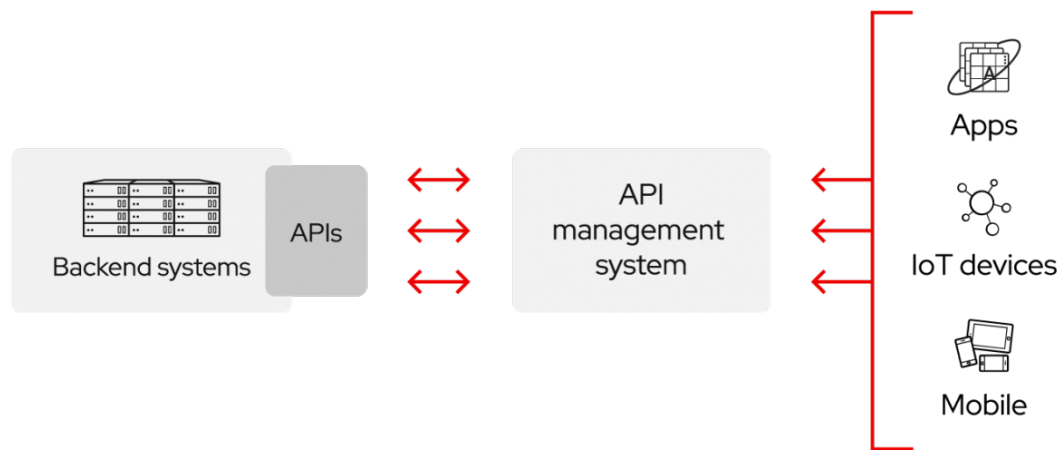 Backend systems
APIs
API
management
system
A
Apps
IoT devices
Mobile